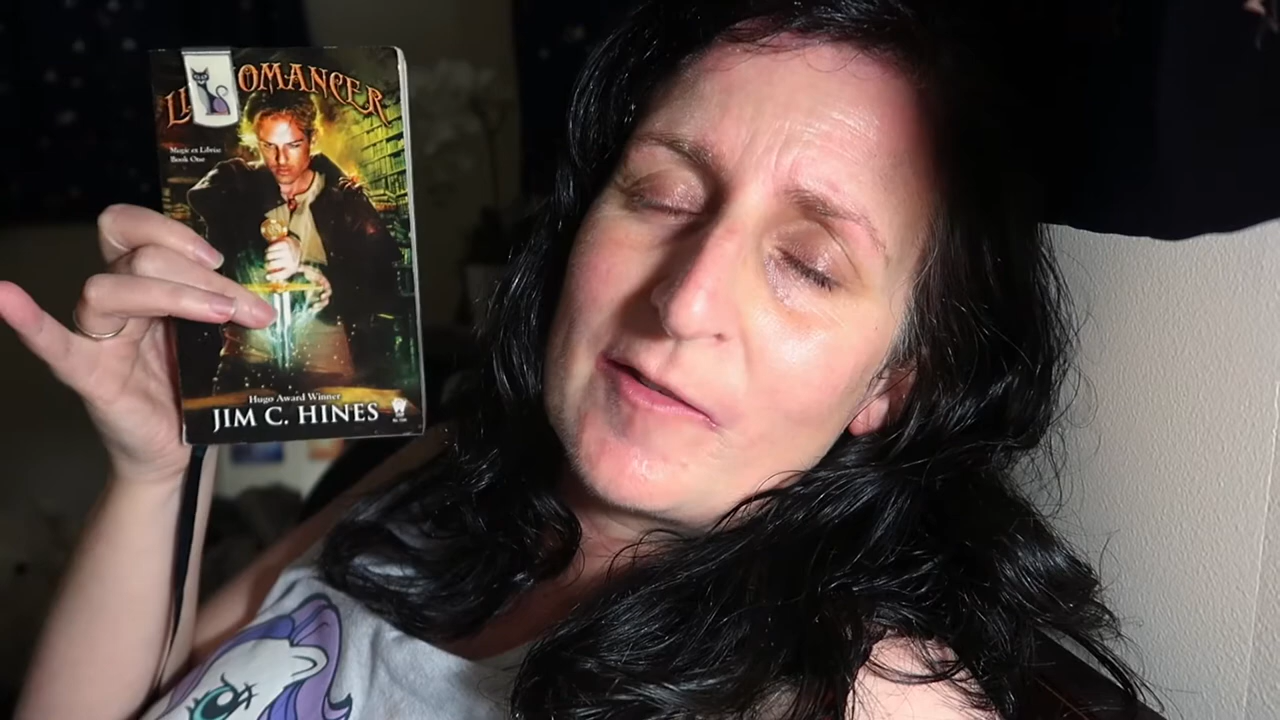 LI OMANCER
Magic ex Libris:
Book One
Hugo Award Winner
JIM C. HINES